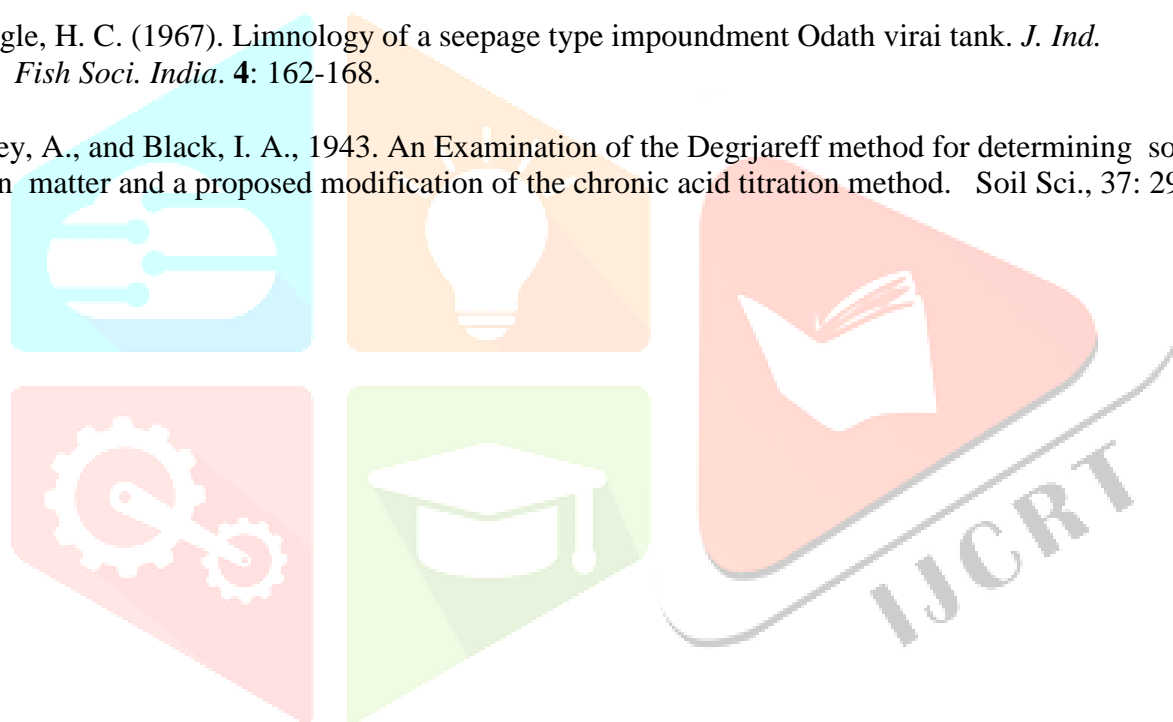 gle, H. C. (1967). Limnology of a seepage type impoundment Odath virai tank. J. Ind.
Fish Soci. India. 4: 162-168.
ey, A., and Black, I. A., 1943. An Examination of the Degrjareff method for determining so
n matter and a proposed modification of the chronic acid titration method. Soil Sci., 37: 29
IJCRT